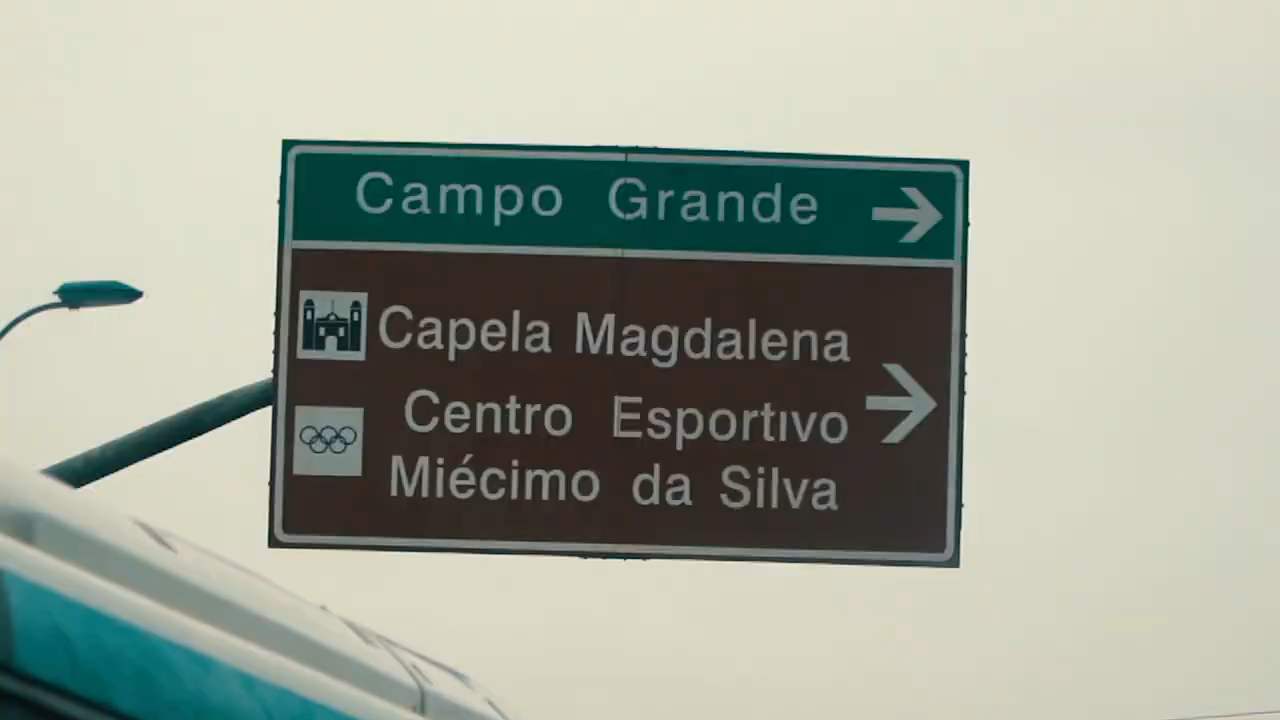 Campo Grande
Capela Magdalena
Centro Esportivo
Miécimo da Silva